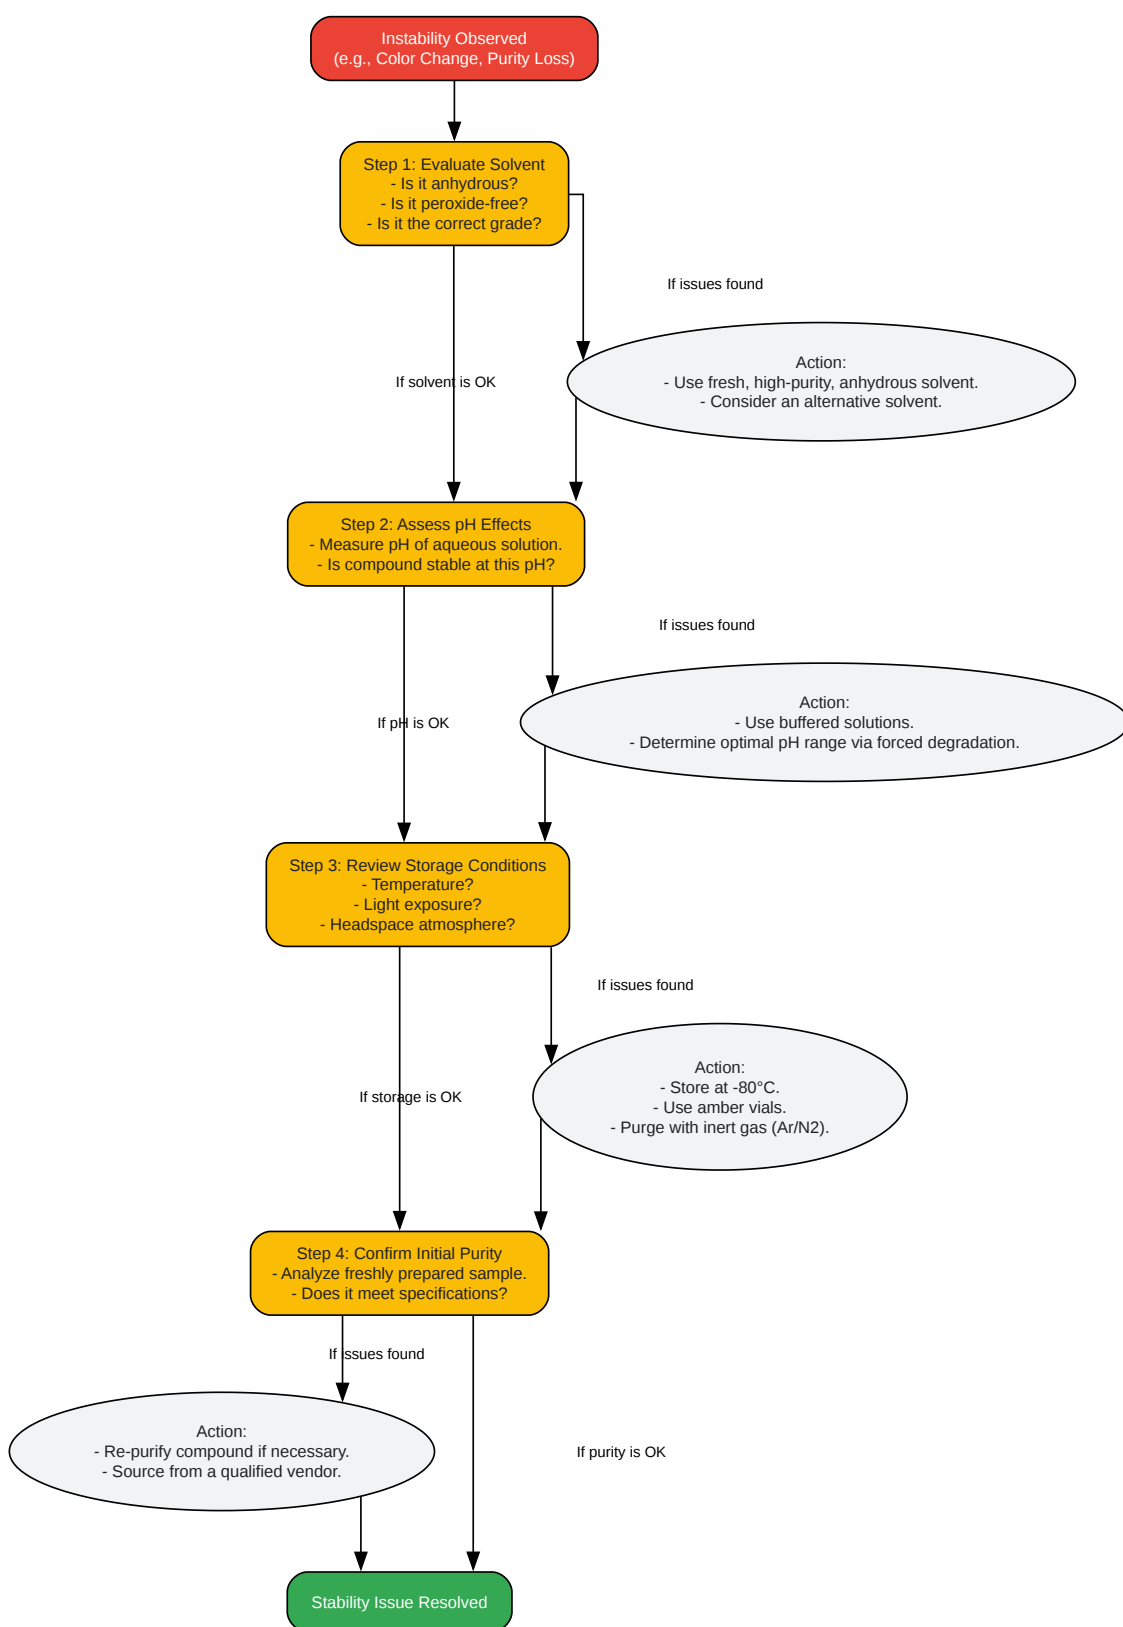 Instability Observed
(e.g., Color Change, Purity Loss)
Step 1: Evaluate Solvent
- Is it anhydrous?
- Is it peroxide-free?
- Is it the correct grade?
If issues found
If solvent is OK
Action:
- Use fresh, high-purity, anhydrous solvent.
- Consider an alternative solvent.
Step 2: Assess pH Effects
- Measure pH of aqueous solution.
- Is compound stable at this pH?
If issues found
If pH is OK
Action:
- Use buffered solutions.
- Determine optimal pH range via forced degradation.
Step 3: Review Storage Conditions
- Temperature?
- Light exposure?
- Headspace atmosphere?
If issues found
If storage is OK
Action:
- Store at -80°C.
- Use amber vials.
- Purge with inert gas (Ar/N2).
Step 4: Confirm Initial Purity
- Analyze freshly prepared sample.
- Does it meet specifications?
If issues found
Action:
- Re-purify compound if necessary.
- Source from a qualified vendor.
If purity is OK
Stability Issue Resolved